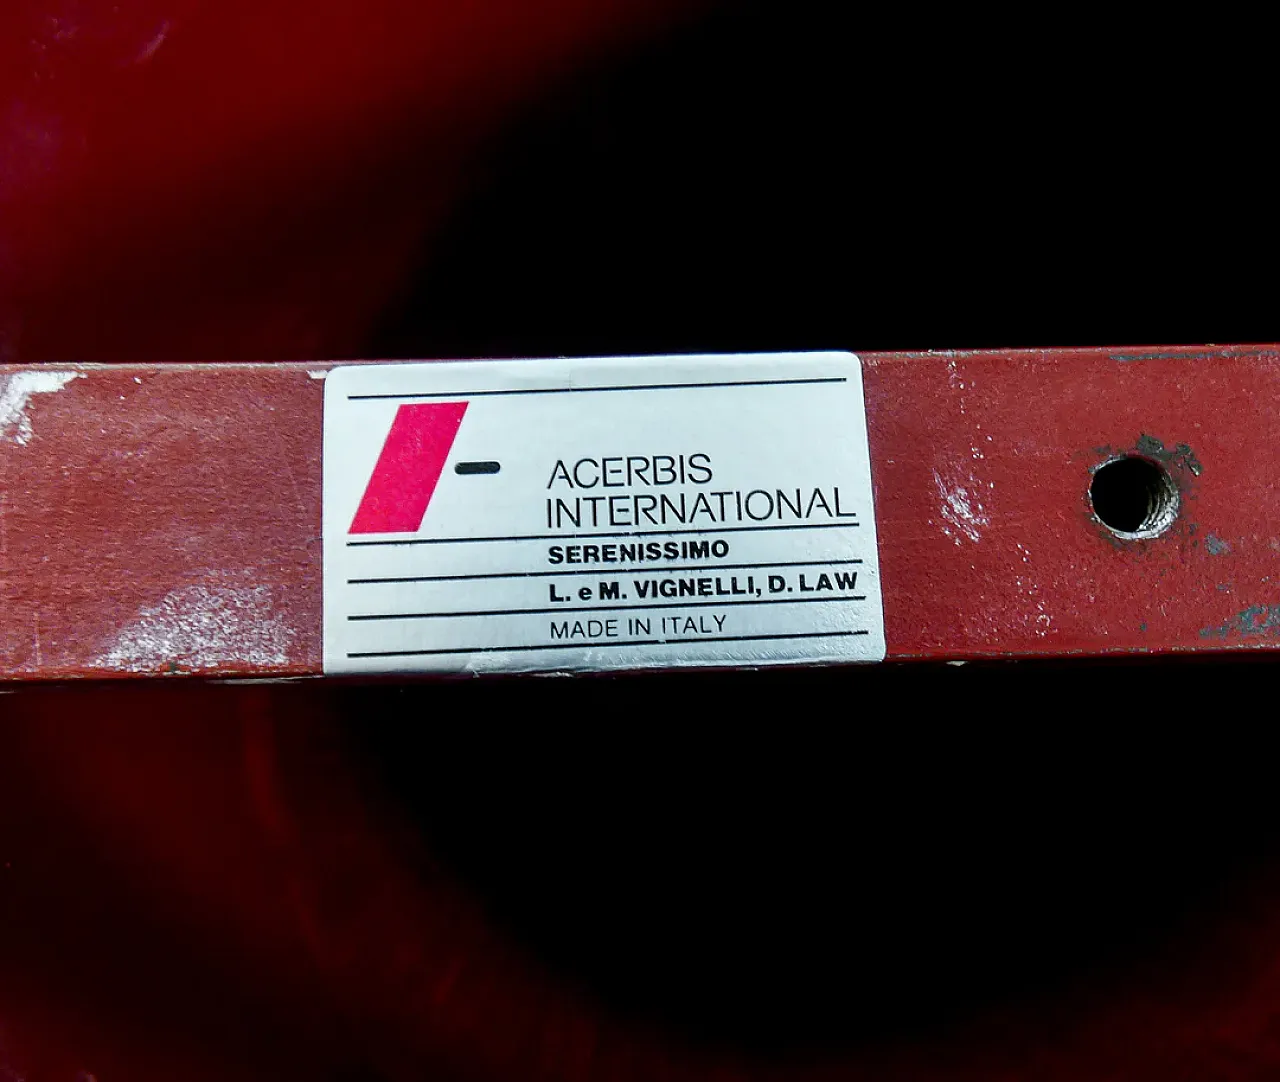 ACERBIS
INTERNATIONAL
SERENISSIMO
L. e M. VIGNELLI, D. LAW
MADE IN ITALY